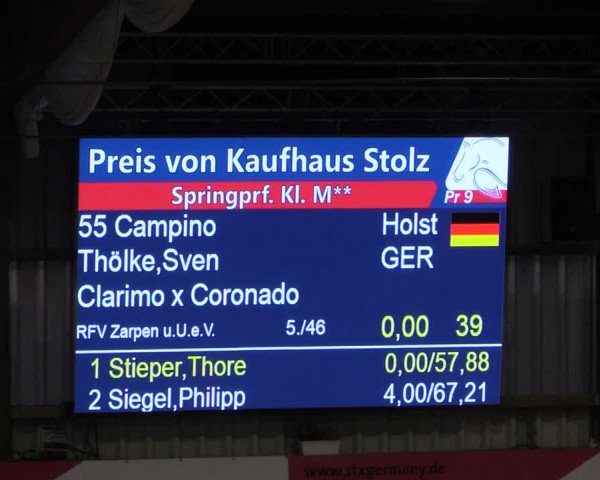 Preis von Kaufhaus Stolz
Springprf. Kl. M** Pr 9
55 Campino Holst
Thölke,Sven GER
Clarimo x Coronado
RFV Zarpen u.U.e.V. 5./46 0,00 39
1 Stieper,Thore 0,00/57,88
2 Siegel,Philipp 4,00/67,21
www.stxgermany.de